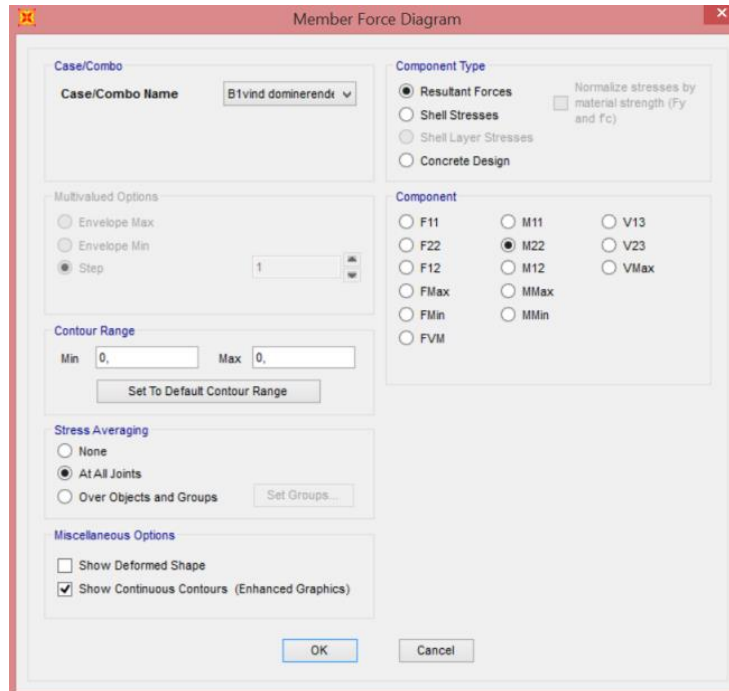 Member Force Diagram
Case/Combo
Case/Combo Name
B1vind dominerende
Component Type
Resultant Forces
Shell Stresses
Shell Layer Stresses
Concrete Design
Normalize stresses by
material strength (Fy
and f'c)
Multivalued Options
Envelope Max
Envelope Min
Step
1
Component
F11
M11
V13
F22
M22
V23
F12
M12
VMax
FMax
MMax
FMin
MMin
FVM
Contour Range
Min
0,
Max
0,
Set To Default Contour Range
Stress Averaging
None
At All Joints
Over Objects and Groups
Set Groups...
Miscellaneous Options
Show Deformed Shape
Show Continuous Contours (Enhanced Graphics)
OK
Cancel